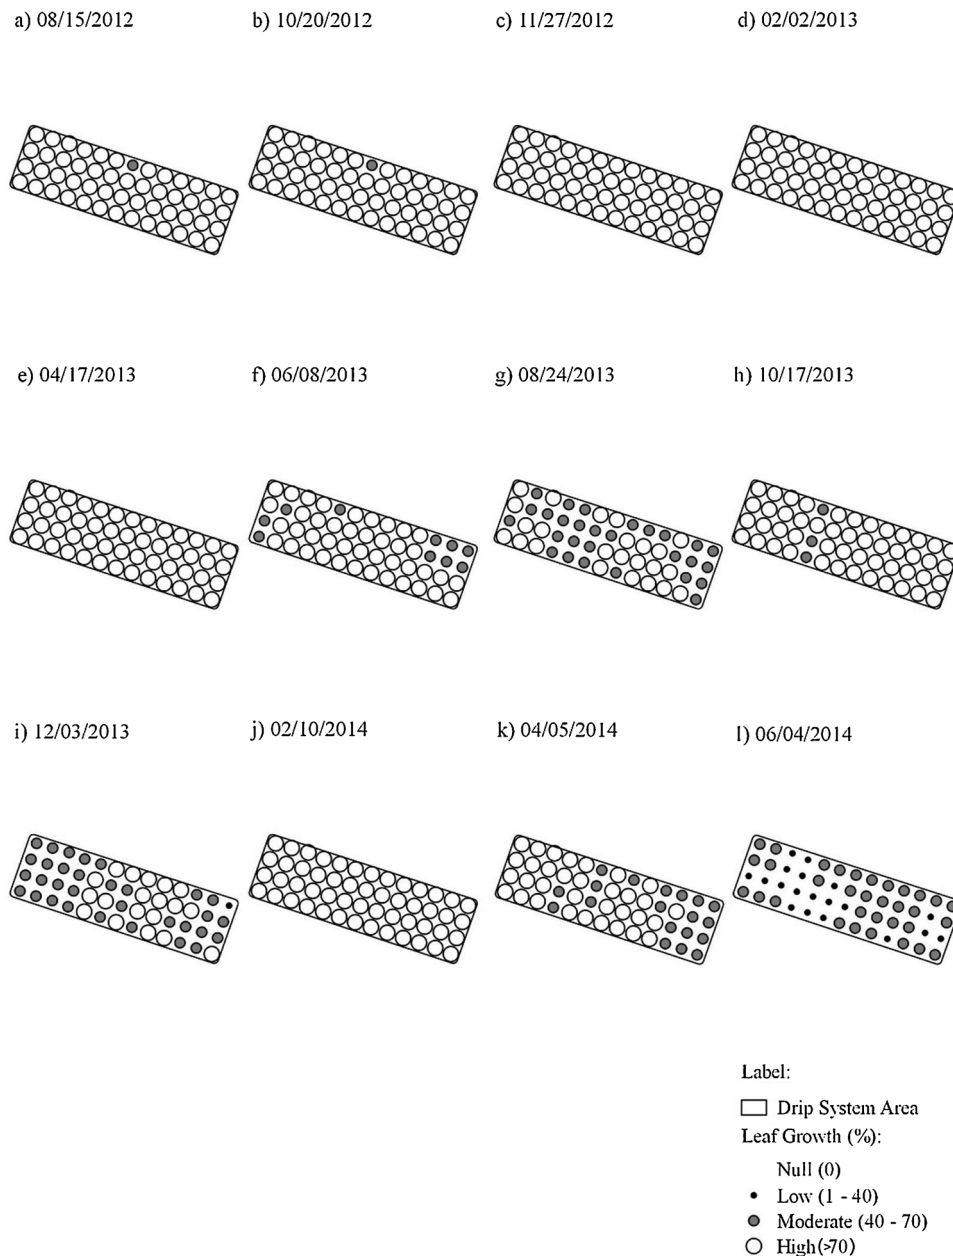 a) 08/15/2012
b) 10/20/2012
c) 11/27/2012
d) 02/02/2013
e) 04/17/2013
f) 06/08/2013
g) 08/24/2013
h) 10/17/2013
i) 12/03/2013
j) 02/10/2014
k) 04/05/2014
l) 06/04/2014
Label:
Drip System Area
Leaf Growth (%):
Null (0)
Low (1 - 40)
Moderate (40 - 70)
High(>70)